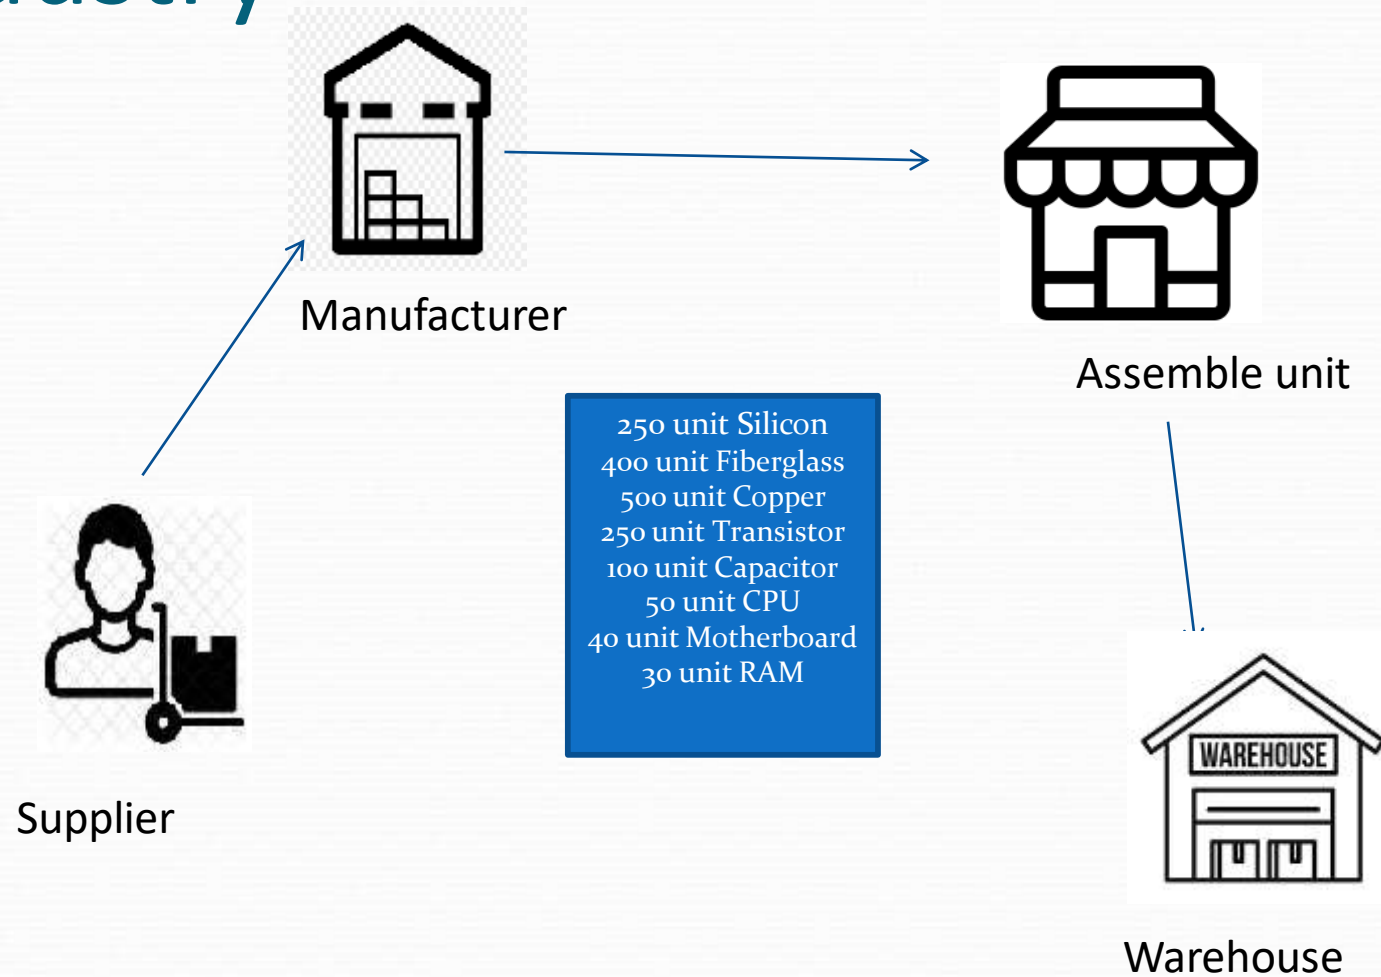 Manufacturer
Assemble unit
250 unit Silicon
400 unit Fiberglass
500 unit Copper
250 unit Transistor
100 unit Capacitor
50 unit CPU
40 unit Motherboard
30 unit RAM
WAREHOUSE
Supplier
Warehouse